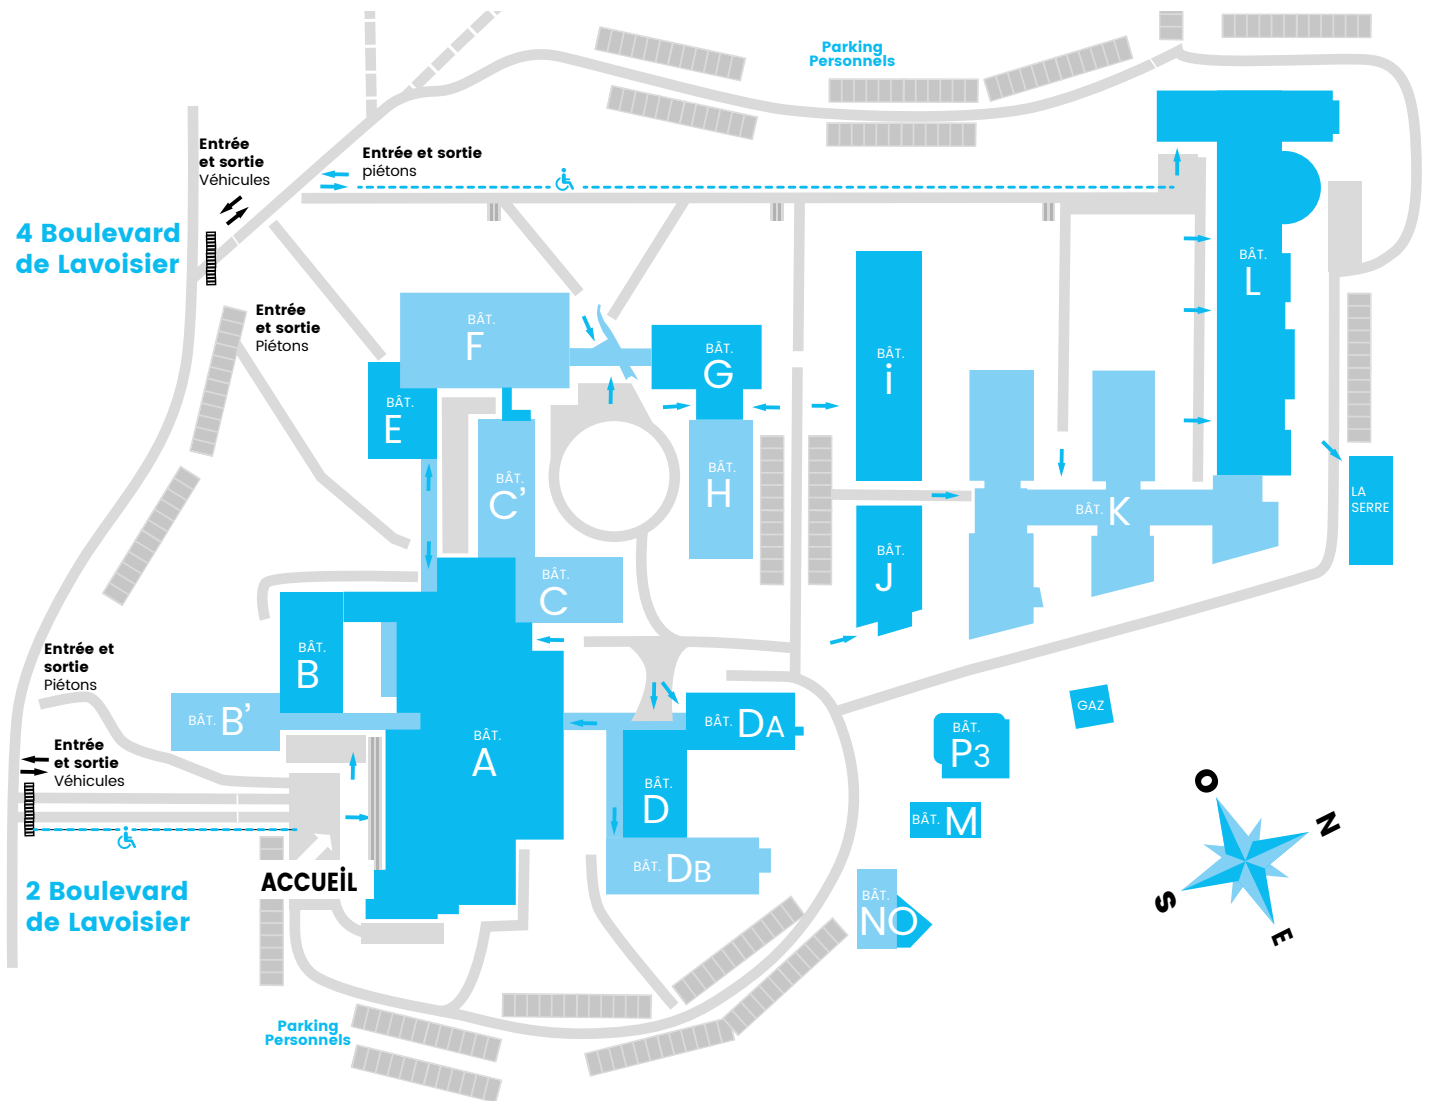 Parking
Personnels
Entrée
et sortie
Véhicules
Entrée et sortie
piétons
4 Boulevard
de Lavoisier
Entrée
et sortie
Piétons
BÂT.
F
BÂT.
G
BÂT.
i
BÂT.
L
BÂT.
E
BÂT.
C’
BÂT.
H
BÂT. K
LA
SERRE
BÂT.
J
BÂT.
C
Entrée et
sortie
Piétons
BÂT.
B
BÂT. B’
BÂT.
A
BÂT. DA
GAZ
BÂT.
P3
Entrée
et sortie
Véhicules
BÂT.
D
BÂT. M
BÂT. DB
ACCUEİL
2 Boulevard
de Lavoisier
BÂT.
NO
O
N
S
E
Parking
Personnels